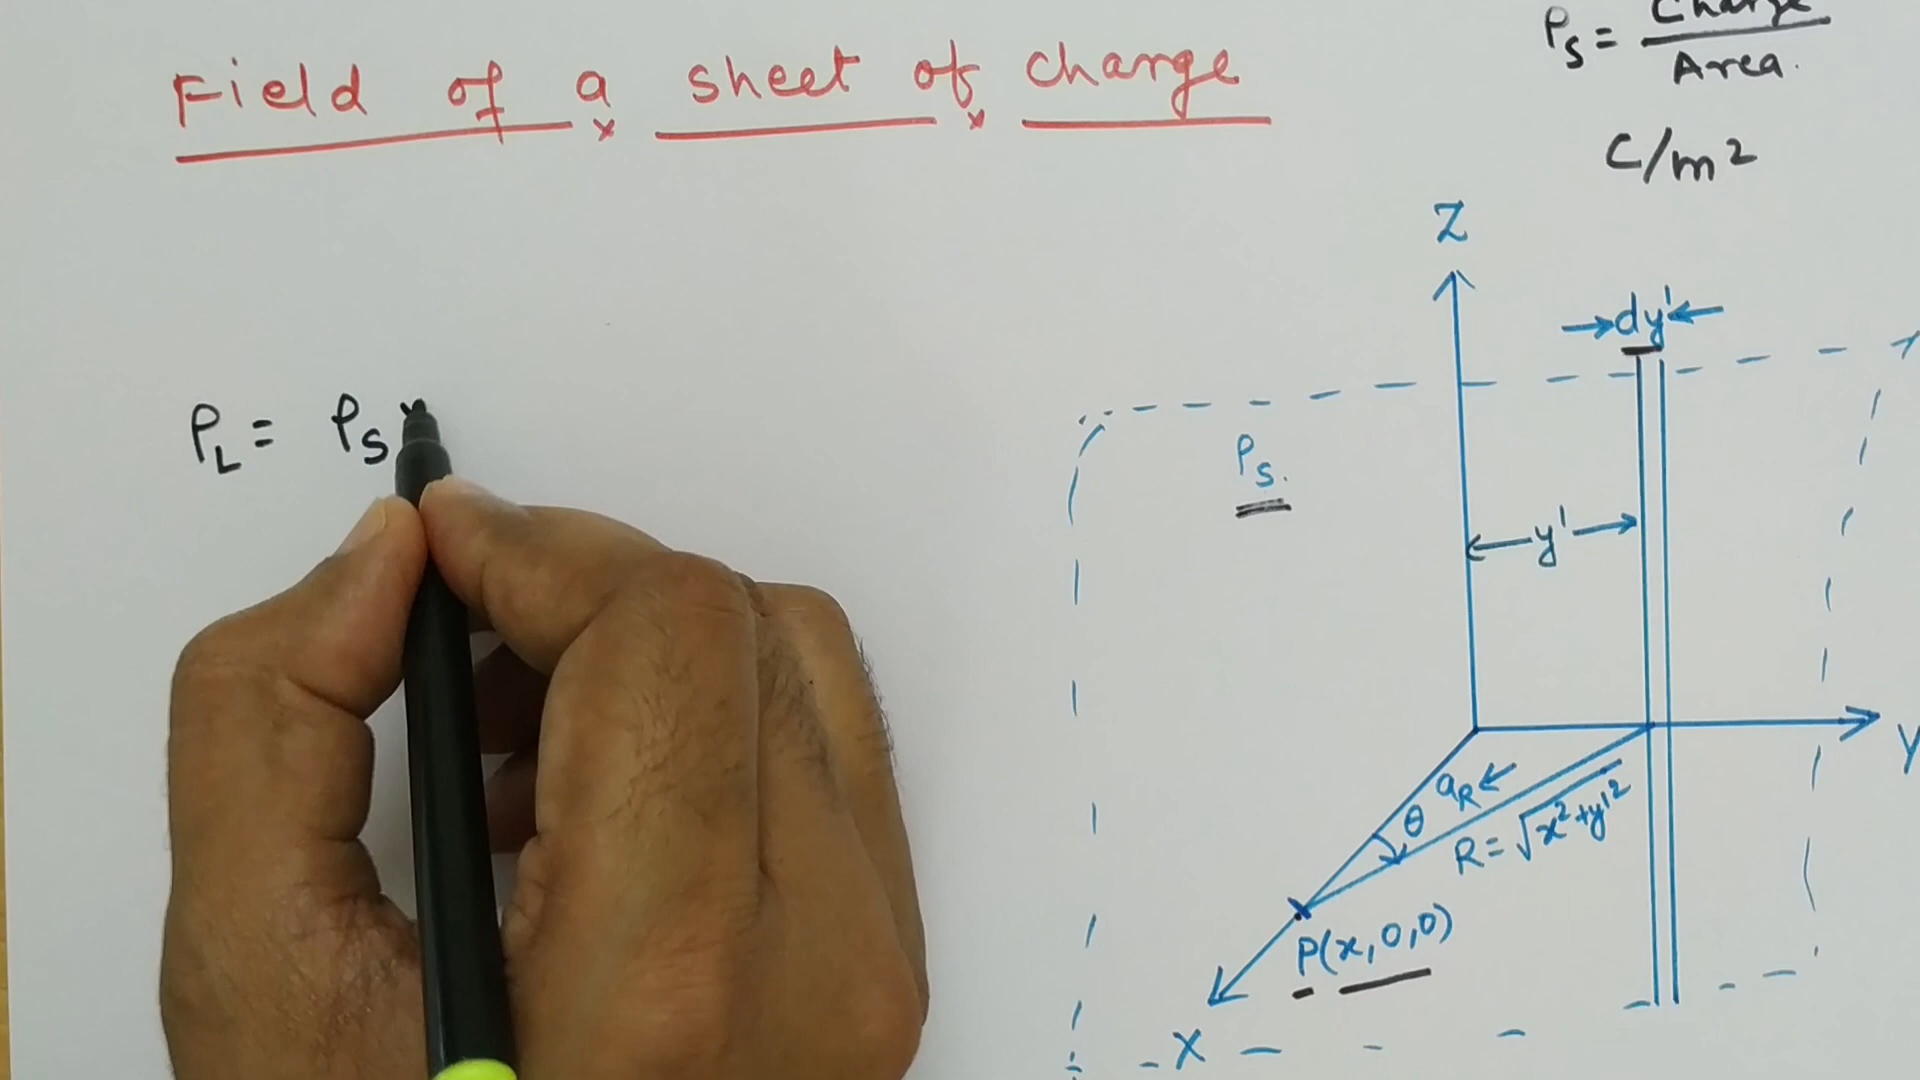 Field of a sheet of charge
ρs = Charge
Area.
C/m²
Z
dy'
ρL = ρs
ρs.
y'
Y
aR
θ
R = √x²+y'²
P(x,0,0)
X